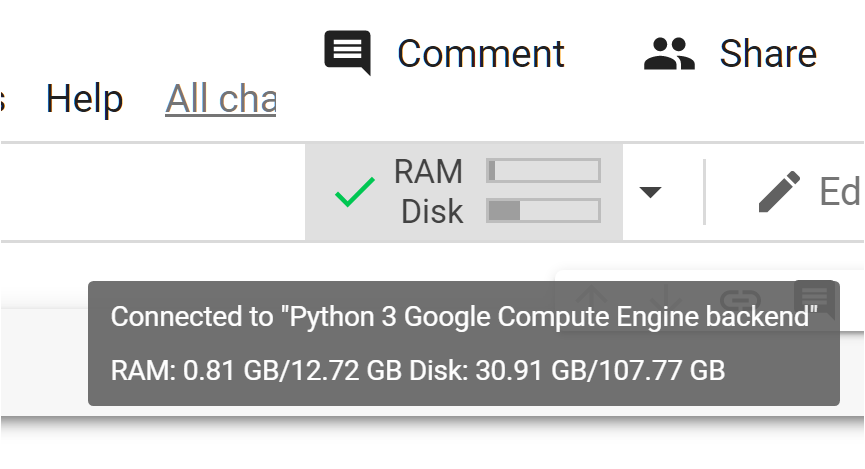 Comment Share
Help All cha
RAM
Disk
Ed
Connected to "Python 3 Google Compute Engine backend"
RAM: 0.81 GB/12.72 GB Disk: 30.91 GB/107.77 GB